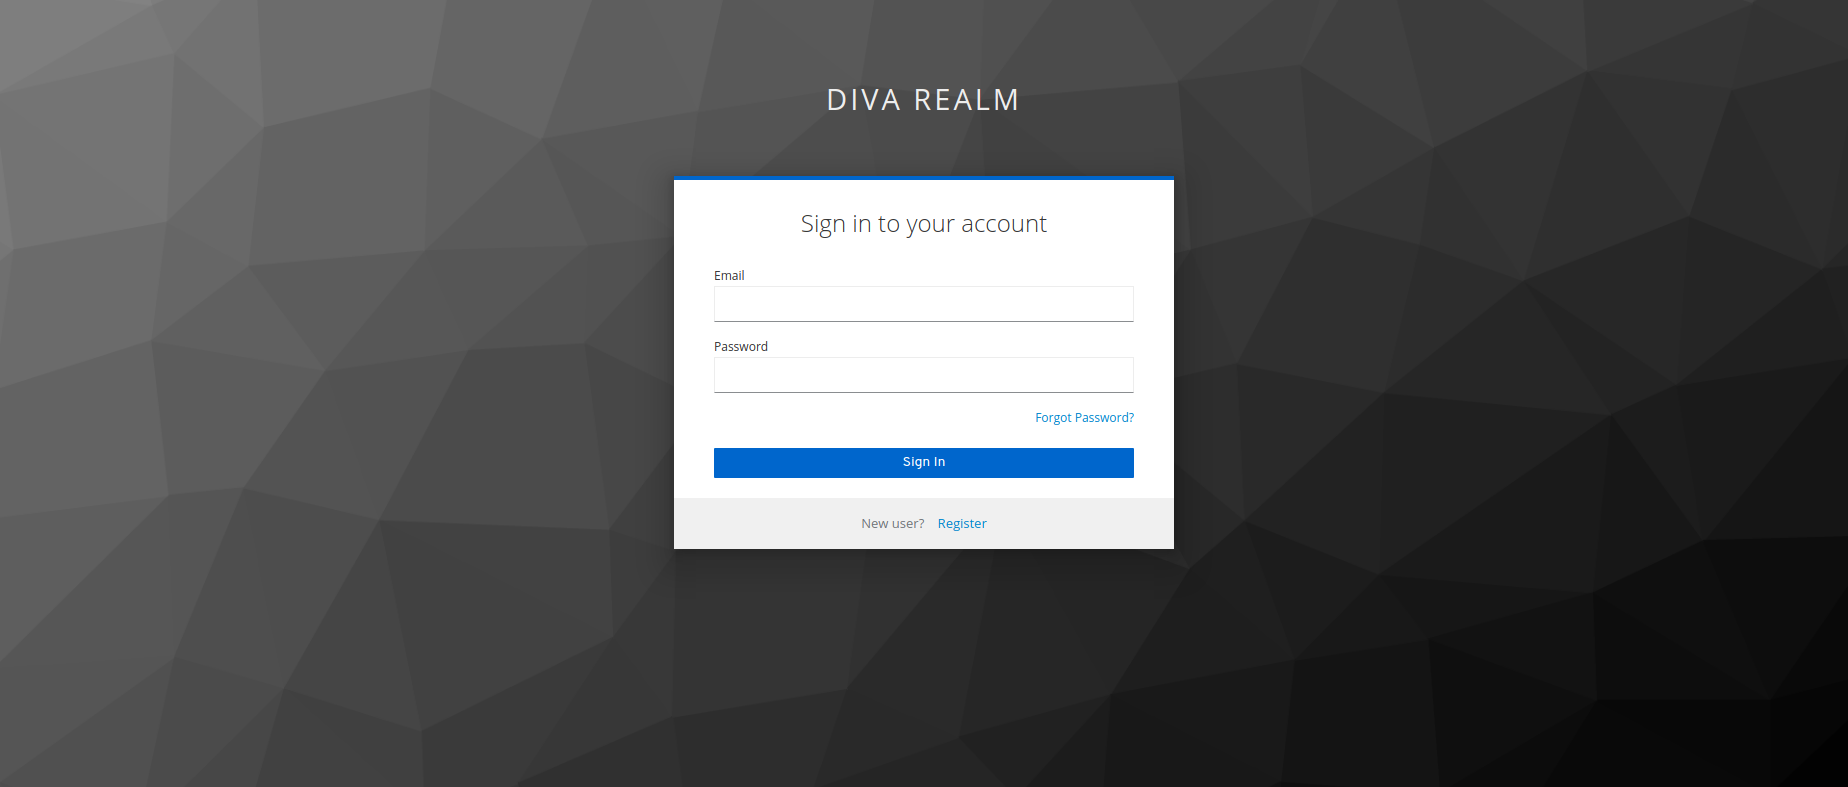 DIVA REALM
Sign in to your account
Email
Password
Forgot Password?
Sign In
New user? Register